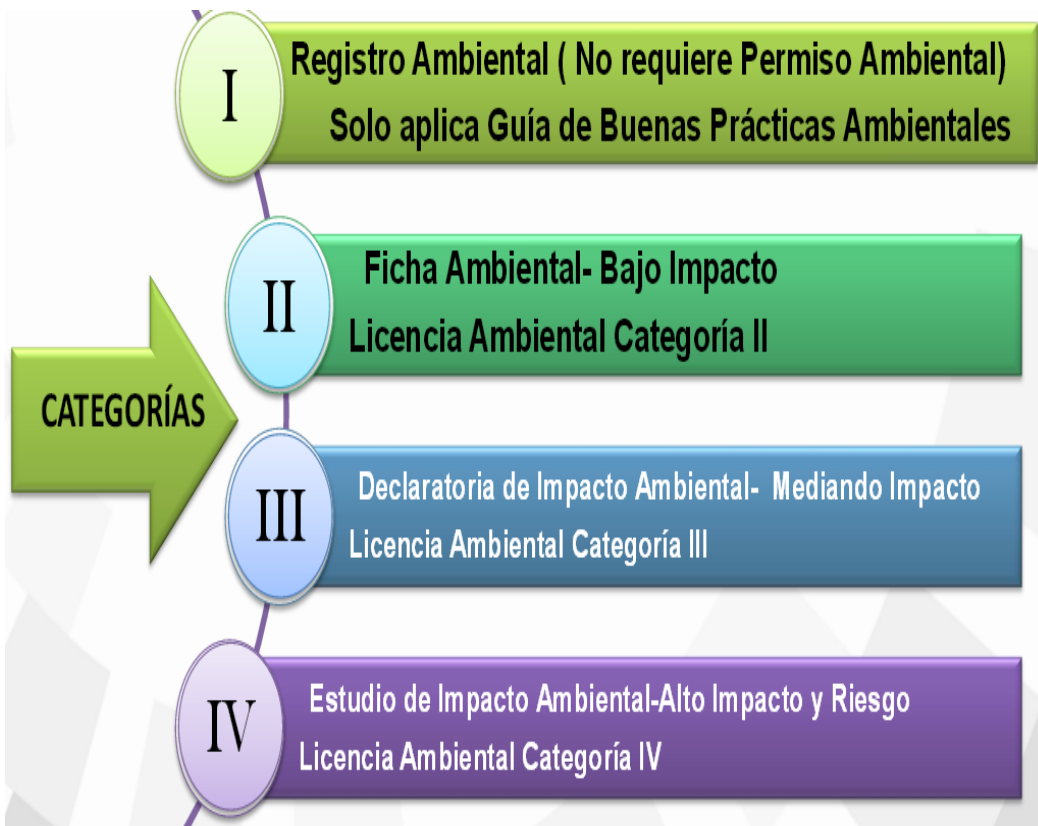 I
Registro Ambiental ( No requiere Permiso Ambiental)
Solo aplica Guía de Buenas Prácticas Ambientales
II
Ficha Ambiental- Bajo Impacto
Licencia Ambiental Categoría II
CATEGORÍAS
III
Declaratoria de Impacto Ambiental- Mediando Impacto
Licencia Ambiental Categoría III
IV
Estudio de Impacto Ambiental-Alto Impacto y Riesgo
Licencia Ambiental Categoría IV